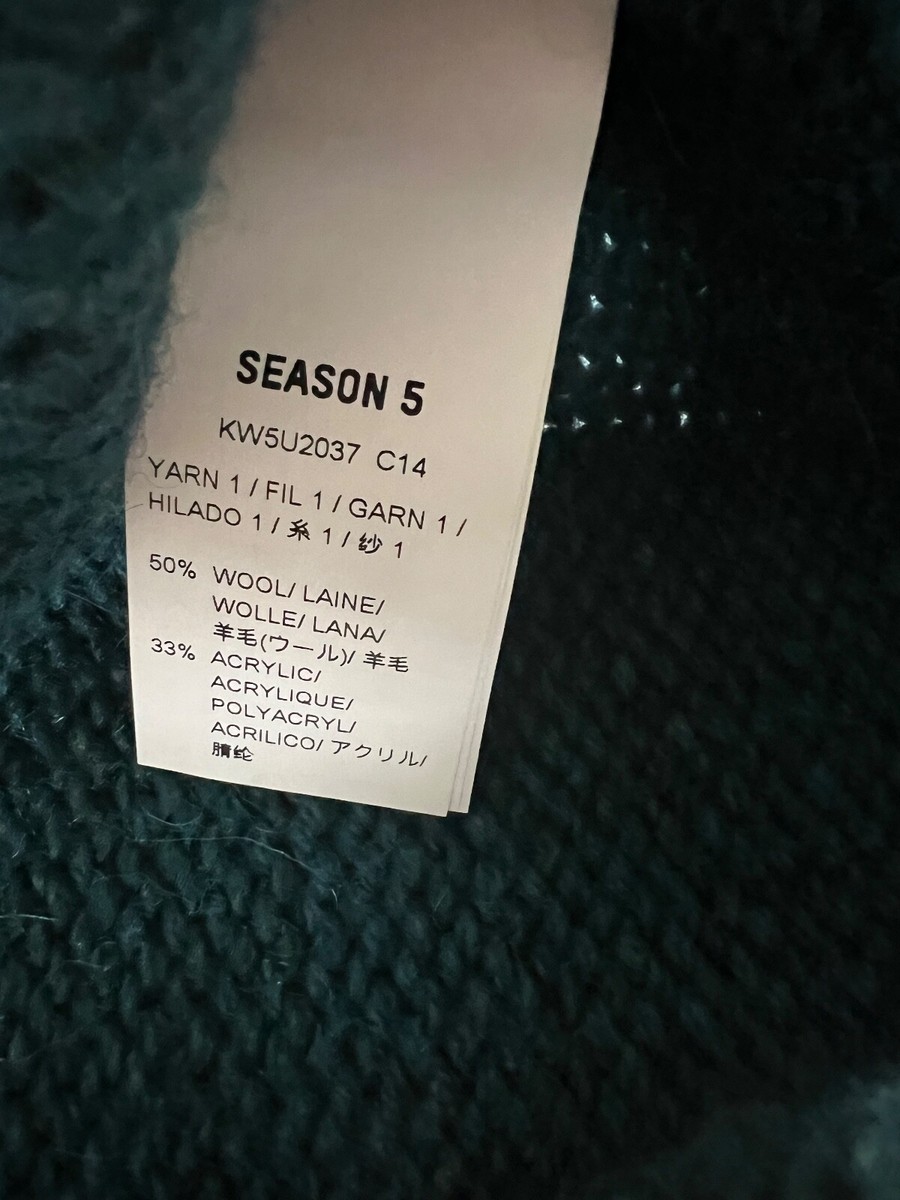 SEASON 5
KW5U2037 C14
YARN 1 / FIL 1 / GARN 1 /
HILADO 1 / 糸 1 / 纱 1
50% WOOL/ LAINE/
WOLLE/ LANA/
羊毛(ウール)/ 羊毛
33% ACRYLIC/
ACRYLIQUE/
POLYACRYL/
ACRILICO/ アクリル/
腈纶